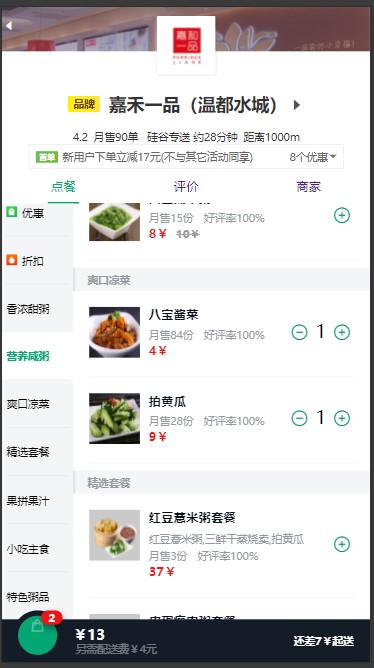 嘉和
一品
品牌 嘉禾一品（温都水城）
4.2 月售90单 硅谷专送 约28分钟 距离1000m
首单 新用户下单立减17元(不与其它活动同享) 8个优惠
点餐 评价 商家
优惠
折扣
香浓甜粥
营养咸粥
爽口凉菜
精选套餐
果拼果汁
小吃主食
特色粥品
月售15份 好评率100%
8￥ 10￥
爽口凉菜
八宝酱菜
月售84份 好评率100%
4￥
1
拍黄瓜
月售28份 好评率100%
9￥
1
精选套餐
红豆薏米粥套餐
红豆薏米粥,三鲜干蒸烧卖,拍黄瓜
月售3份 好评率100%
37￥
2
￥13
另需配送费￥4元
还差7￥起送